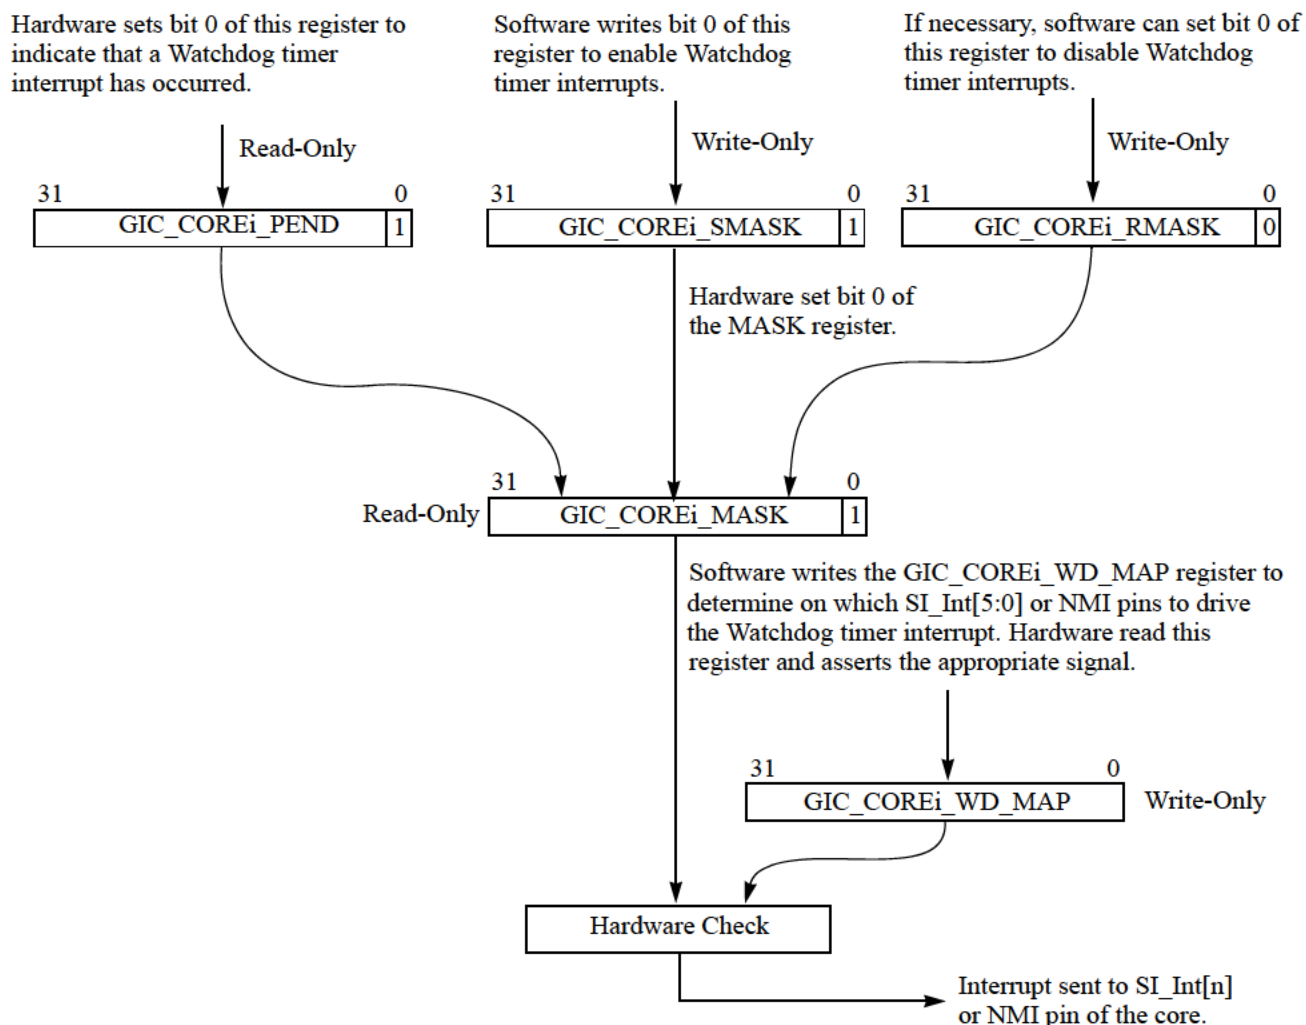 Hardware sets bit 0 of this register to
indicate that a Watchdog timer
interrupt has occurred.
Software writes bit 0 of this
register to enable Watchdog
timer interrupts.
If necessary, software can set bit 0 of
this register to disable Watchdog
timer interrupts.
Read-Only
Write-Only
Write-Only
31 0
GIC_COREi_PEND 1
31 0
GIC_COREi_SMASK 1
31 0
GIC_COREi_RMASK 0
Hardware set bit 0 of
the MASK register.
31 0
Read-Only GIC_COREi_MASK 1
Software writes the GIC_COREi_WD_MAP register to
determine on which SI_Int[5:0] or NMI pins to drive
the Watchdog timer interrupt. Hardware read this
register and asserts the appropriate signal.
31 0
GIC_COREi_WD_MAP Write-Only
Hardware Check
Interrupt sent to SI_Int[n]
or NMI pin of the core.